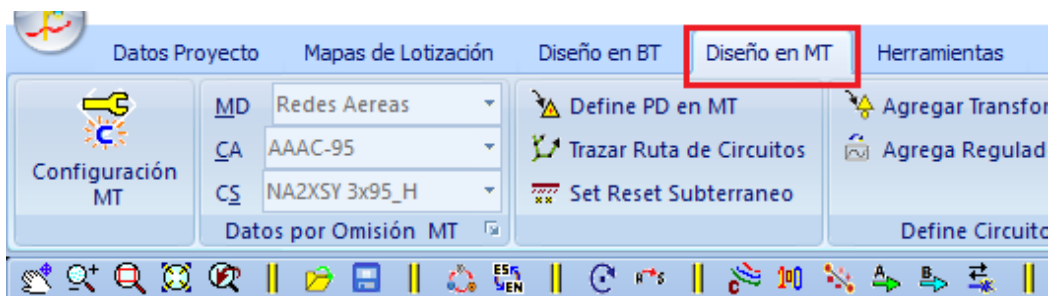 Datos Proyecto Mapas de Lotización Diseño en BT Diseño en MT Herramientas
MD Redes Aereas Define PD en MT Agregar Transfor
CA AAAC-95 Trazar Ruta de Circuitos Agrega Regulad
Configuración
MT
CS NA2XSY 3x95_H Set Reset Subterraneo
Datos por Omisión MT Define Circuito
ES EN R S C A B